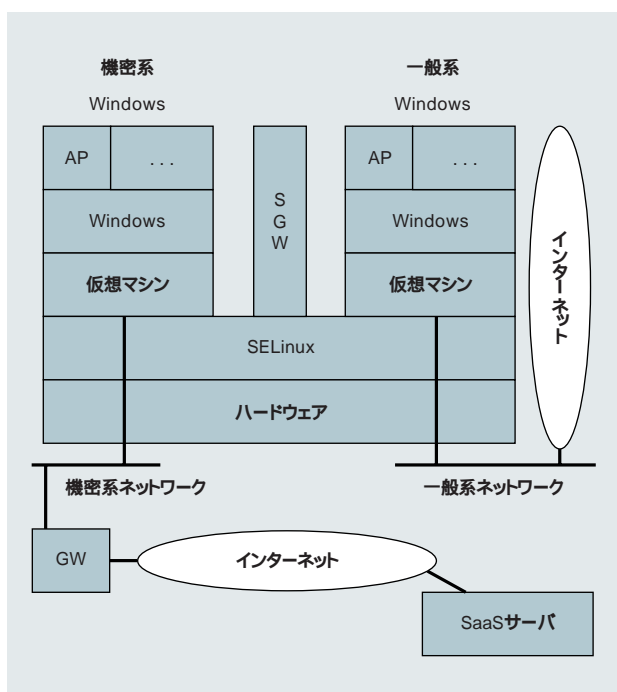 機密系
一般系
Windows
Windows
AP
. . .
S
G
W
AP
. . .
Windows
Windows
仮想マシン
仮想マシン
インターネット
SELinux
ハードウェア
機密系ネットワーク
一般系ネットワーク
GW
インターネット
SaaSサーバ